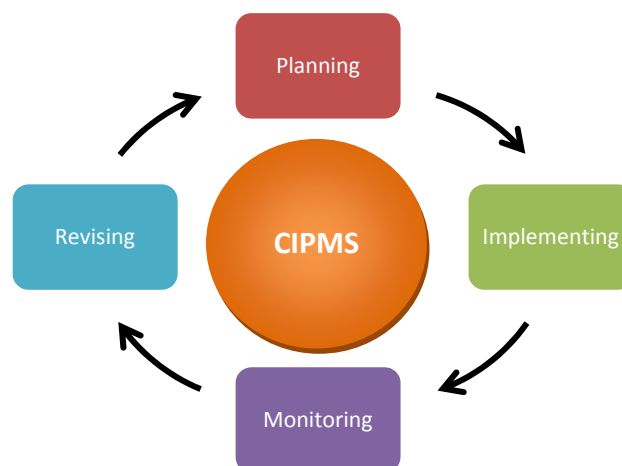 Planning
Revising
CIPMS
Implementing
Monitoring